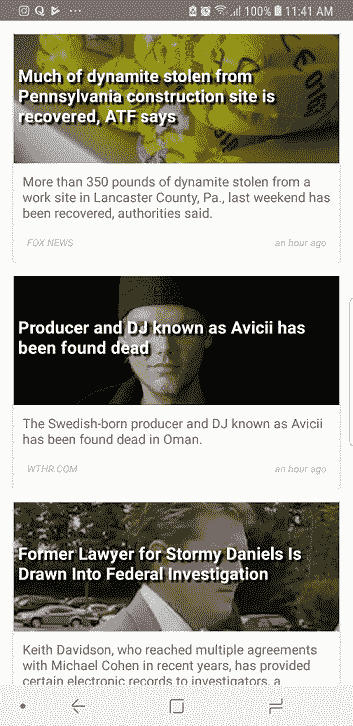 100% 11:41 AM
Much of dynamite stolen from
Pennsylvania construction site is
recovered, ATF says
More than 350 pounds of dynamite stolen from a
work site in Lancaster County, Pa., last weekend has
been recovered, authorities said.
FOX NEWS an hour ago
Producer and DJ known as Avicii has
been found dead
The Swedish-born producer and DJ known as Avicii
has been found dead in Oman.
WTHR.COM an hour ago
Former Lawyer for Stormy Daniels Is
Drawn Into Federal Investigation
Keith Davidson, who reached multiple agreements
with Michael Cohen in recent years, has provided
certain electronic records to investigators, a